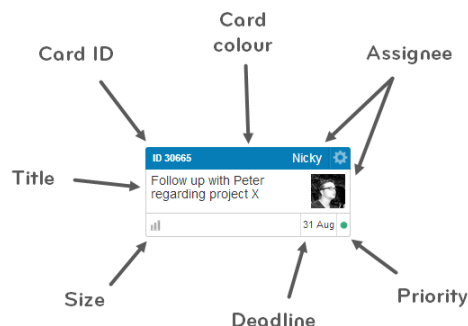 Card
colour
Card ID
Assignee
ID 30665
Nicky
Title
Follow up with Peter
regarding project X
31 Aug
Size
Deadline
Priority